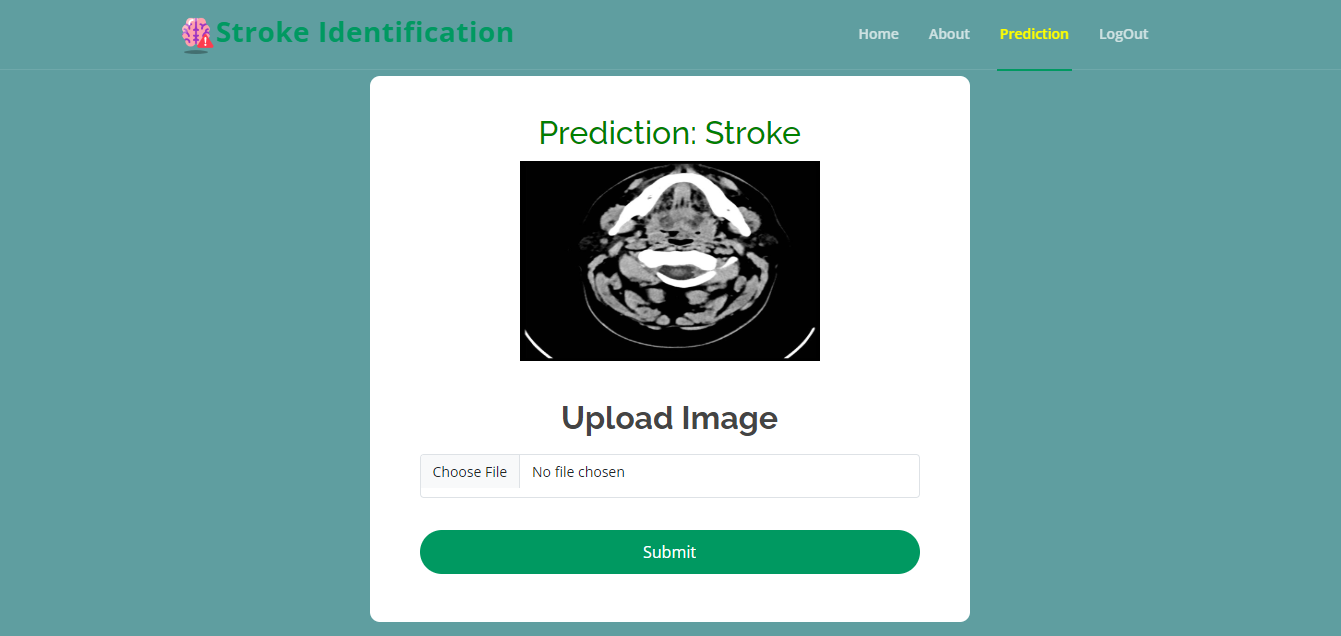 Stroke Identification
Home About Prediction LogOut
Prediction: Stroke
Upload Image
Choose File No file chosen
Submit